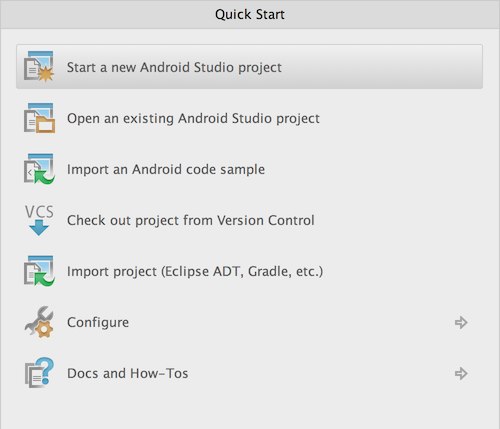 Quick Start
Start a new Android Studio project
Open an existing Android Studio project
Import an Android code sample
VCS
Check out project from Version Control
Import project (Eclipse ADT, Gradle, etc.)
Configure
Docs and How-Tos